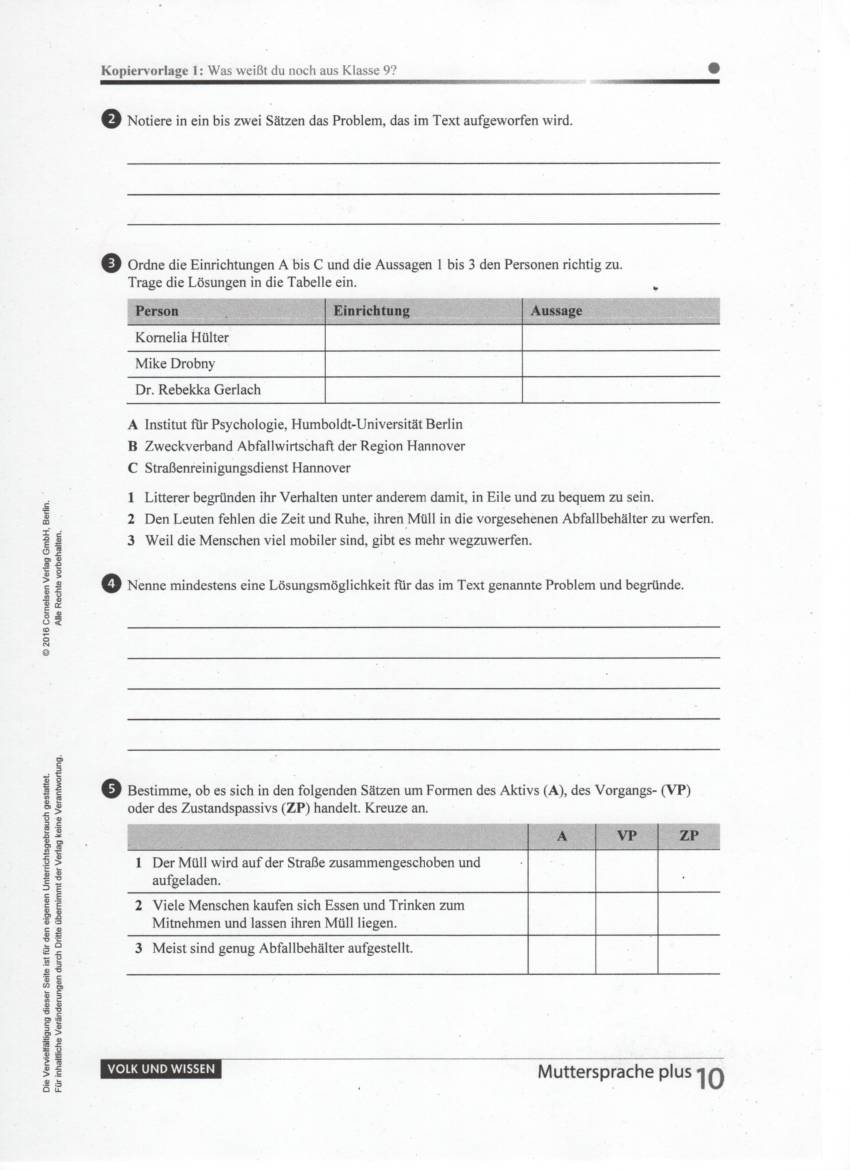 Kopiervorlage 1: Was weißt du noch aus Klasse 9?
2 Notiere in ein bis zwei Sätzen das Problem, das im Text aufgeworfen wird.
3 Ordne die Einrichtungen A bis C und die Aussagen 1 bis 3 den Personen richtig zu.
Trage die Lösungen in die Tabelle ein.
Person Einrichtung Aussage
Kornelia Hülter
Mike Drobny
Dr. Rebekka Gerlach
A Institut für Psychologie, Humboldt-Universität Berlin
B Zweckverband Abfallwirtschaft der Region Hannover
C Straßenreinigungsdienst Hannover
1 Litterer begründen ihr Verhalten unter anderem damit, in Eile und zu bequem zu sein.
2 Den Leuten fehlen die Zeit und Ruhe, ihren Müll in die vorgesehenen Abfallbehälter zu werfen.
3 Weil die Menschen viel mobiler sind, gibt es mehr wegzuwerfen.
4 Nenne mindestens eine Lösungsmöglichkeit für das im Text genannte Problem und begründe.
5 Bestimme, ob es sich in den folgenden Sätzen um Formen des Aktivs (A), des Vorgangs- (VP)
oder des Zustandspassivs (ZP) handelt. Kreuze an.
A VP ZP
1 Der Müll wird auf der Straße zusammengeschoben und
aufgeladen.
2 Viele Menschen kaufen sich Essen und Trinken zum
Mitnehmen und lassen ihren Müll liegen.
3 Meist sind genug Abfallbehälter aufgestellt.
© 2016 Cornelsen Verlag GmbH, Berlin.
Alle Rechte vorbehalten.
Die Vervielfältigung dieser Seite ist für den eigenen Unterrichtsgebrauch gestattet.
Für inhaltliche Veränderungen durch Dritte übernimmt der Verlag keine Verantwortung.
VOLK UND WISSEN
Muttersprache plus 10